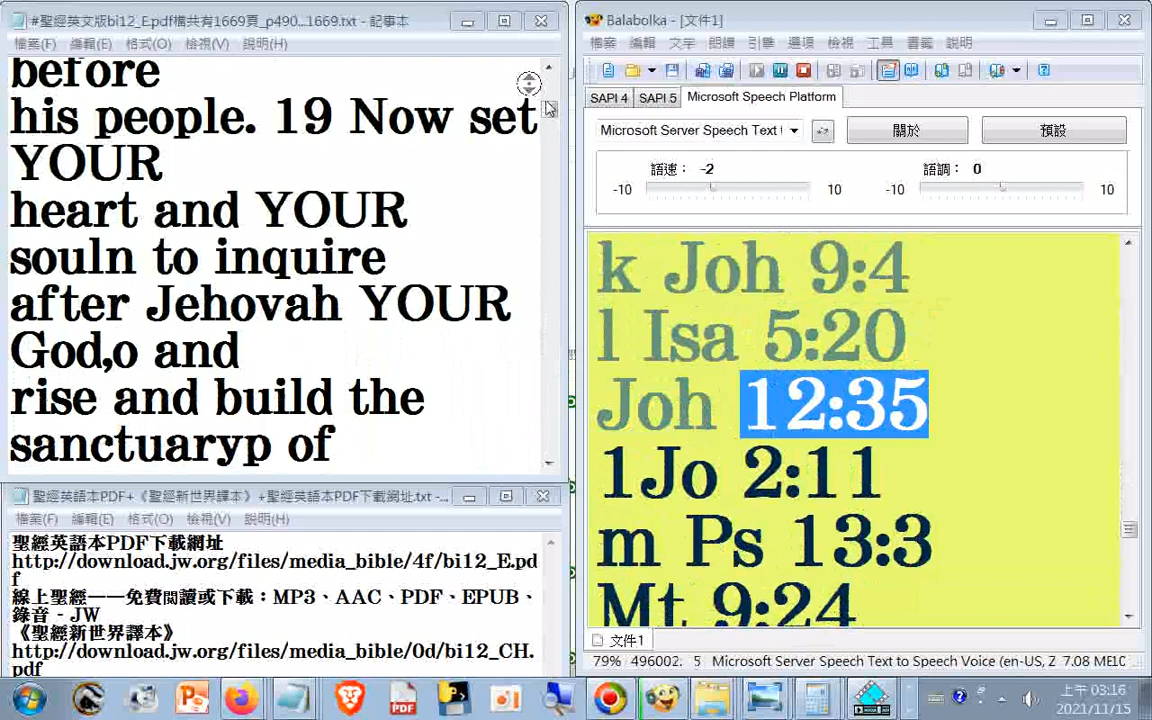 #聖經英文版bi12_E.pdf檔共有1669頁_p490...1669.txt - 記事本
檔案(F) 編輯(E) 格式(O) 檢視(V) 說明(H)
before
his people. 19 Now set
YOUR
heart and YOUR
souln to inquire
after Jehovah YOUR
God,o and
rise and build the
sanctuaryp of
聖經英語本PDF+《聖經新世界譯本》+聖經英語本PDF下載網址.txt -...
檔案(F) 編輯(E) 格式(O) 檢視(V) 說明(H)
聖經英語本PDF下載網址
http://download.jw.org/files/media_bible/4f/bi12_E.pd
f
線上聖經——免費閱讀或下載：MP3、AAC、PDF、EPUB、
錄音 - JW
《聖經新世界譯本》
http://download.jw.org/files/media_bible/0d/bi12_CH.
pdf
Balabolka - [文件1]
檔案 編輯 文字 朗讀 引擎 選項 檢視 工具 書籤 說明
SAPI 4 SAPI 5 Microsoft Speech Platform
Microsoft Server Speech Text 關於 預設
語速： -2 語調： 0
-10 10 -10 10
k Joh 9:4
l Isa 5:20
Joh 12:35
1Jo 2:11
m Ps 13:3
Mt 9:24
文件1
79% 496002. 5 Microsoft Server Speech Text to Speech Voice (en-US, Z 7.08 ME1C
PDF
上午 03:16
2021/11/15